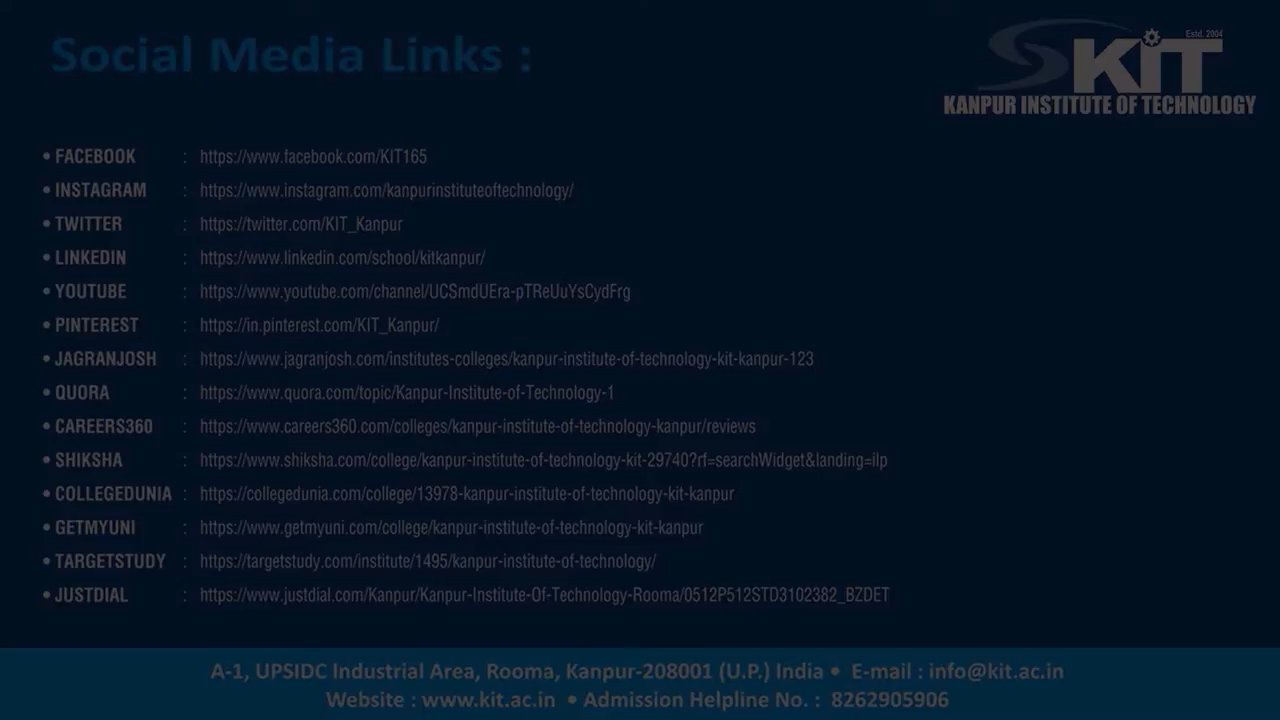 Social Media Links :
Estd. 2004
KIT
KANPUR INSTITUTE OF TECHNOLOGY
• FACEBOOK : https://www.facebook.com/KIT165
• INSTAGRAM : https://www.instagram.com/kanpurinstituteoftechnology/
• TWITTER : https://twitter.com/KIT_Kanpur
• LINKEDIN : https://www.linkedin.com/school/kitkanpur/
• YOUTUBE : https://www.youtube.com/channel/UCSmdUEra-pTReUuYsCydFrg
• PINTEREST : https://in.pinterest.com/KIT_Kanpur/
• JAGRANJOSH : https://www.jagranjosh.com/institutes-colleges/kanpur-institute-of-technology-kit-kanpur-123
• QUORA : https://www.quora.com/topic/Kanpur-Institute-of-Technology-1
• CAREERS360 : https://www.careers360.com/colleges/kanpur-institute-of-technology-kanpur/reviews
• SHIKSHA : https://www.shiksha.com/college/kanpur-institute-of-technology-kit-29740?rf=searchWidget&landing=ilp
• COLLEGEDUNIA : https://collegedunia.com/college/13978-kanpur-institute-of-technology-kit-kanpur
• GETMYUNI : https://www.getmyuni.com/college/kanpur-institute-of-technology-kit-kanpur
• TARGETSTUDY : https://targetstudy.com/institute/1495/kanpur-institute-of-technology/
• JUSTDIAL : https://www.justdial.com/Kanpur/Kanpur-Institute-Of-Technology-Rooma/0512P512STD3102382_BZDET
A-1, UPSIDC Industrial Area, Rooma, Kanpur-208001 (U.P.) India • E-mail : info@kit.ac.in
Website : www.kit.ac.in • Admission Helpline No. : 8262905906